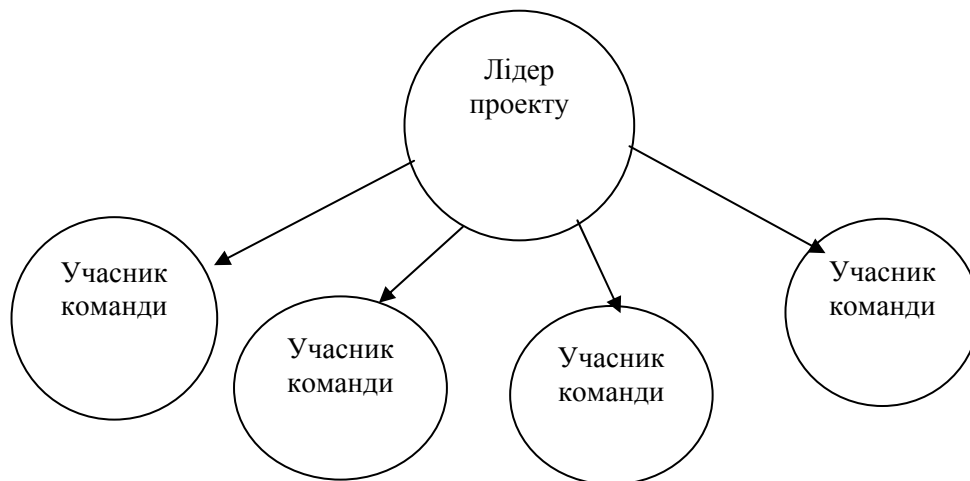 Лідер
проекту
Учасник
команди
Учасник
команди
Учасник
команди
Учасник
команди